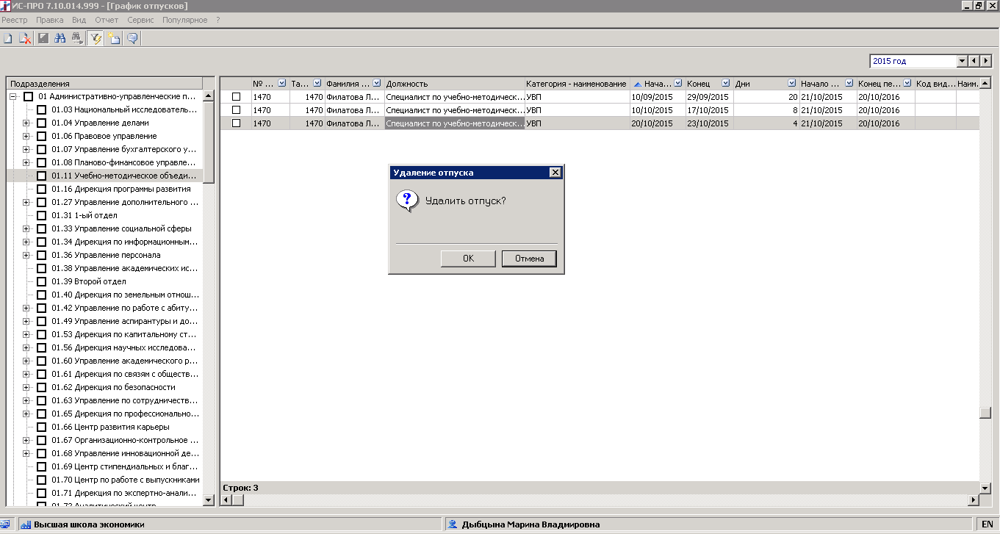 ИС-ПРО 7.10.014.999 - [График отпусков]
Реестр Правка Вид Отчет Сервис Популярное ?
2015 год
Подразделения
01 Административно-управленческие п...
01.03 Национальный исследователь...
01.04 Управление делами
01.06 Правовое управление
01.07 Управление бухгалтерского у...
01.08 Планово-финансовое управле...
01.11 Учебно-методическое объеди...
01.16 Дирекция программы развития
01.27 Управление дополнительного ...
01.31 1-ый отдел
01.33 Управление социальной сферы
01.34 Дирекция по информационным...
01.36 Управление персонала
01.38 Управление академических ис...
01.39 Второй отдел
01.40 Дирекция по земельным отнош...
01.42 Управление по работе с абиту...
01.49 Управление аспирантуры и до...
01.53 Дирекция по капитальному ст...
01.56 Дирекция научных исследова...
01.60 Управление академического р...
01.61 Дирекция по связям с обществ...
01.62 Дирекция по безопасности
01.63 Управление по сотрудничеств...
01.65 Дирекция по профессионально...
01.66 Центр развития карьеры
01.67 Организационно-контрольное ...
01.68 Управление инновационной де...
01.69 Центр стипендиальных и благ...
01.70 Центр по работе с выпускниками
01.71 Дирекция по экспертно-анали...
01.72 Аналитический центр
№ ... Та... Фамилия ... Должность Категория - наименование Нача... Конец Дни Начало ... Конец пе... Код вид... Наим.
1470 1470 Филатова Л... Специалист по учебно-методическ... УВП 10/09/2015 29/09/2015 20 21/10/2015 20/10/2016
1470 1470 Филатова Л... Специалист по учебно-методическ... УВП 10/10/2015 17/10/2015 8 21/10/2015 20/10/2016
1470 1470 Филатова Л... Специалист по учебно-методическ... УВП 20/10/2015 23/10/2015 4 21/10/2015 20/10/2016
Удаление отпуска
Удалить отпуск?
OK Отмена
Строк: 3
Высшая школа экономики
Дыбцына Марина Владмировна
EN